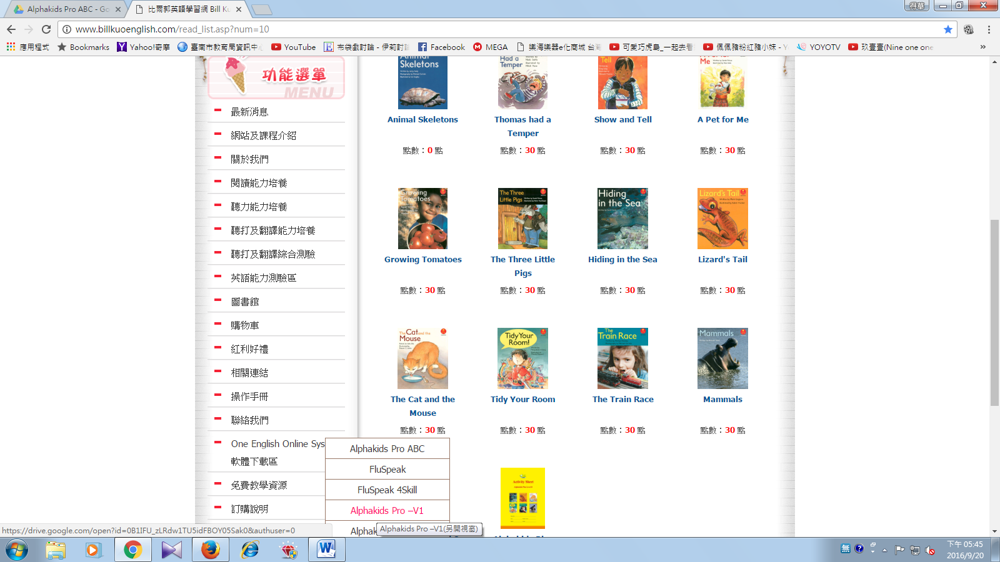 Alphakids Pro ABC - Go
比爾郭英語學習網 Bill Ku
得華
www.billkuoenglish.com/read_list.asp?num=10
應用程式
Bookmarks
Yahoo!奇摩
臺南市教育局資訊中心
YouTube
布袋戲討論 - 伊莉討論
Facebook
MEGA
樂海樂器e化商城 台灣
可愛巧虎島_一起去看
佩佩豬粉紅豬小妹 - Y
YOYOTV
玖壹壹(Nine one one
»
功能選單
MENU
最新消息
網站及課程介紹
關於我們
閱讀能力培養
聽力能力培養
聽打及翻譯能力培養
聽打及翻譯綜合測驗
英語能力測驗區
圖書館
購物車
紅利好禮
相關連結
操作手冊
聯絡我們
One English Online Sys
軟體下載區
免費教學資源
訂購說明
Alphakids Pro ABC
FluSpeak
FluSpeak 4Skill
Alphakids Pro –V1
Alphak
Alphakids Pro –V1(另開視窗)
Animal
Skeletons
Had a
Temper
Tell
Me
Animal Skeletons
Thomas had a
Temper
Show and Tell
A Pet for Me
點數：0 點
點數：30 點
點數：30 點
點數：30 點
Growing
Tomatoes
The Three
Little Pigs
Hiding
in the Sea
Lizard's Tail
Growing Tomatoes
The Three Little
Pigs
Hiding in the Sea
Lizard's Tail
點數：30 點
點數：30 點
點數：30 點
點數：30 點
The Cat and the
Mouse
Tidy Your
Room!
The
Train Race
Mammals
The Cat and the
Mouse
Tidy Your Room
The Train Race
Mammals
點數：30 點
點數：30 點
點數：30 點
點數：30 點
Activity Sheet
https://drive.google.com/open?id=0B1IFU_zLRdw1TU5idFBOY05Sak0&authuser=0
無
下午 05:45
2016/9/20